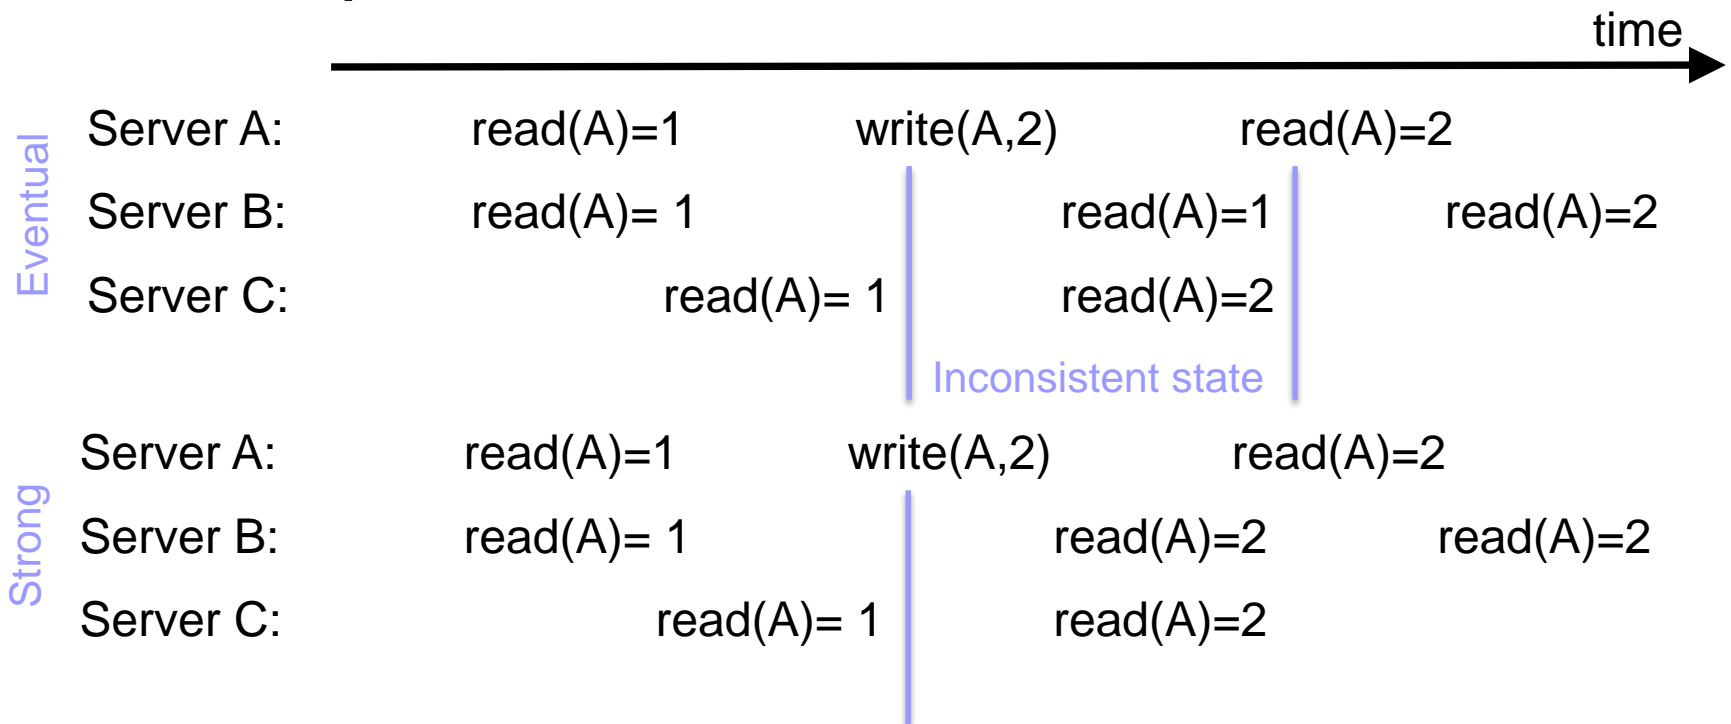 time
Eventual
Server A: read(A)=1 write(A,2) read(A)=2
Server B: read(A)= 1 read(A)=1 read(A)=2
Server C: read(A)= 1 read(A)=2
Inconsistent state
Strong
Server A: read(A)=1 write(A,2) read(A)=2
Server B: read(A)= 1 read(A)=2 read(A)=2
Server C: read(A)= 1 read(A)=2